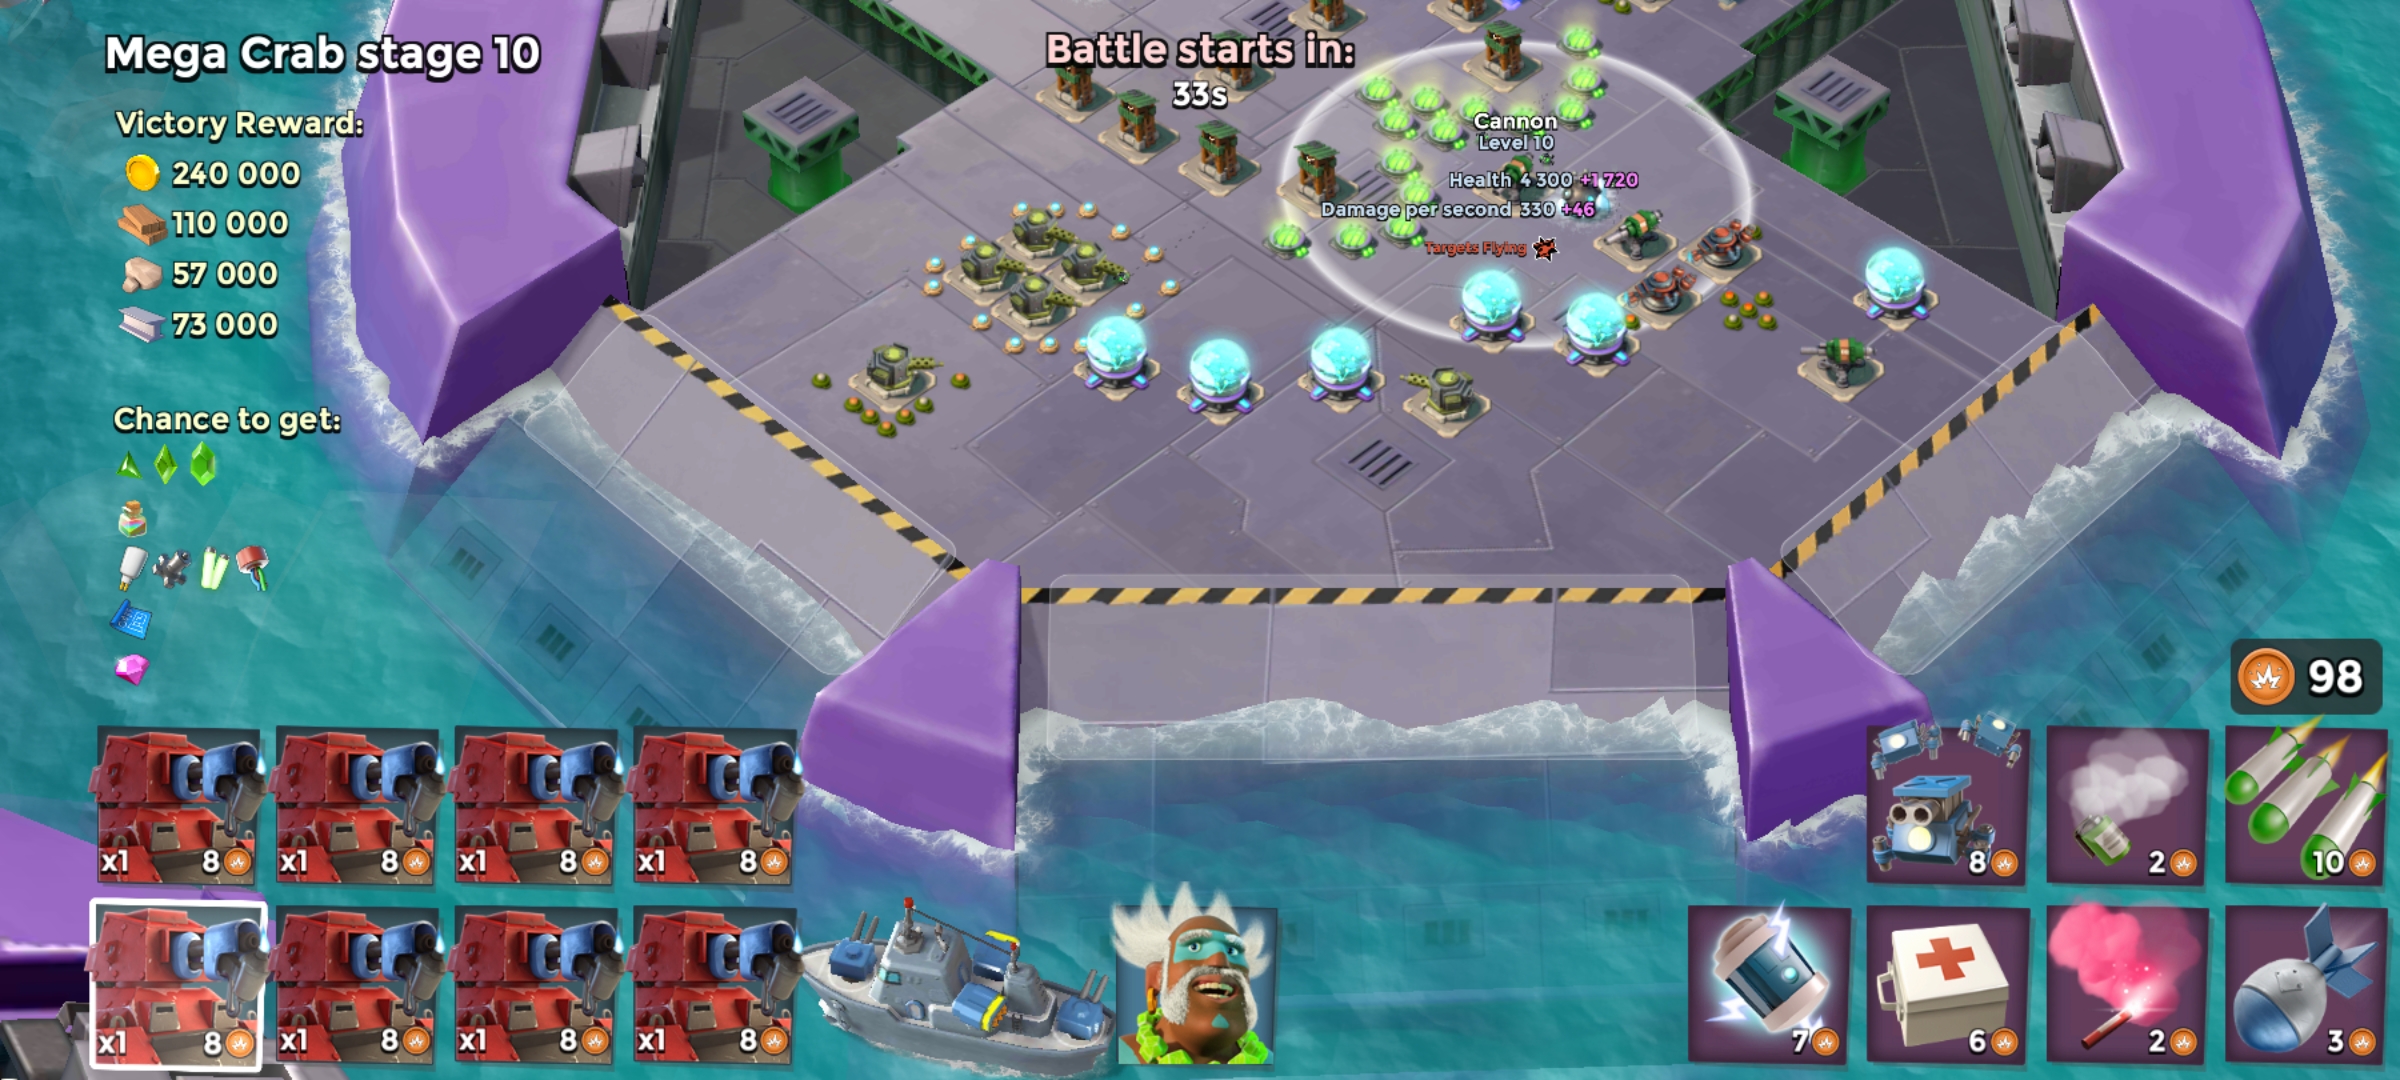 Mega Crab stage 10
Battle starts in:
33s
Victory Reward:
240 000
110 000
57 000
73 000
Cannon
Level 10
Health 4 300 +1 720
Damage per second 330 +46
Targets Flying
Chance to get:
98
x1 8
x1 8
x1 8
x1 8
8
2
10
x1 8
x1 8
x1 8
x1 8
7
6
2
3